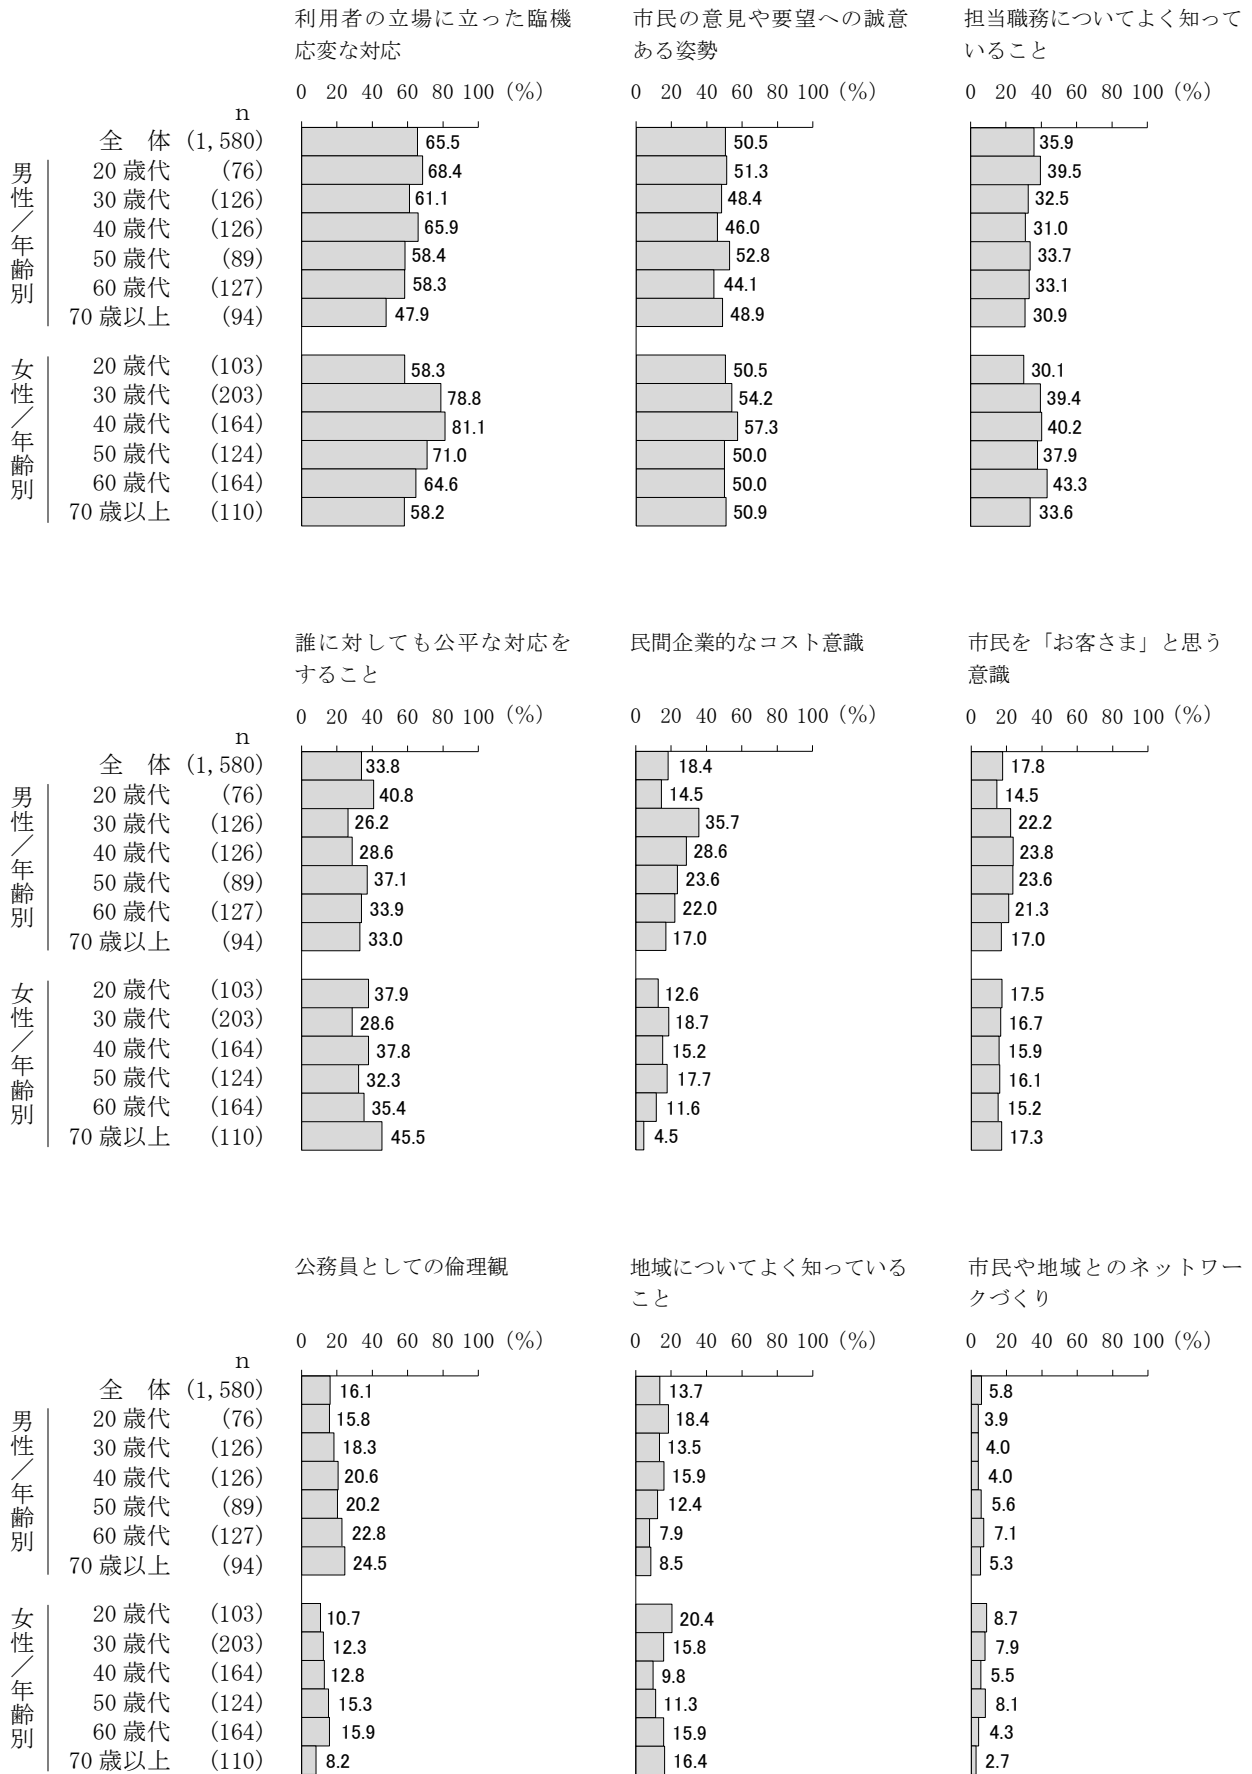 利用者の立場に立った臨機
応変な対応
市民の意見や要望への誠意
ある姿勢
担当職務についてよく知って
いること
0 20 40 60 80 100 (%) 0 20 40 60 80 100 (%) 0 20 40 60 80 100 (%)
n
全 体 (1,580) 65.5 50.5 35.9
男性／年齢別
20 歳代 (76) 68.4 51.3 39.5
30 歳代 (126) 61.1 48.4 32.5
40 歳代 (126) 65.9 46.0 31.0
50 歳代 (89) 58.4 52.8 33.7
60 歳代 (127) 58.3 44.1 33.1
70 歳以上 (94) 47.9 48.9 30.9
女性／年齢別
20 歳代 (103) 58.3 50.5 30.1
30 歳代 (203) 78.8 54.2 39.4
40 歳代 (164) 81.1 57.3 40.2
50 歳代 (124) 71.0 50.0 37.9
60 歳代 (164) 64.6 50.0 43.3
70 歳以上 (110) 58.2 50.9 33.6
誰に対しても公平な対応を
すること
民間企業的なコスト意識
市民を「お客さま」と思う
意識
0 20 40 60 80 100 (%) 0 20 40 60 80 100 (%) 0 20 40 60 80 100 (%)
n
全 体 (1,580) 33.8 18.4 17.8
男性／年齢別
20 歳代 (76) 40.8 14.5 14.5
30 歳代 (126) 26.2 35.7 22.2
40 歳代 (126) 28.6 28.6 23.8
50 歳代 (89) 37.1 23.6 23.6
60 歳代 (127) 33.9 22.0 21.3
70 歳以上 (94) 33.0 17.0 17.0
女性／年齢別
20 歳代 (103) 37.9 12.6 17.5
30 歳代 (203) 28.6 18.7 16.7
40 歳代 (164) 37.8 15.2 15.9
50 歳代 (124) 32.3 17.7 16.1
60 歳代 (164) 35.4 11.6 15.2
70 歳以上 (110) 45.5 4.5 17.3
公務員としての倫理観
地域についてよく知っている
こと
市民や地域とのネットワー
クづくり
0 20 40 60 80 100 (%) 0 20 40 60 80 100 (%) 0 20 40 60 80 100 (%)
n
全 体 (1,580) 16.1 13.7 5.8
男性／年齢別
20 歳代 (76) 15.8 18.4 3.9
30 歳代 (126) 18.3 13.5 4.0
40 歳代 (126) 20.6 15.9 4.0
50 歳代 (89) 20.2 12.4 5.6
60 歳代 (127) 22.8 7.9 7.1
70 歳以上 (94) 24.5 8.5 5.3
女性／年齢別
20 歳代 (103) 10.7 20.4 8.7
30 歳代 (203) 12.3 15.8 7.9
40 歳代 (164) 12.8 9.8 5.5
50 歳代 (124) 15.3 11.3 8.1
60 歳代 (164) 15.9 15.9 4.3
70 歳以上 (110) 8.2 16.4 2.7